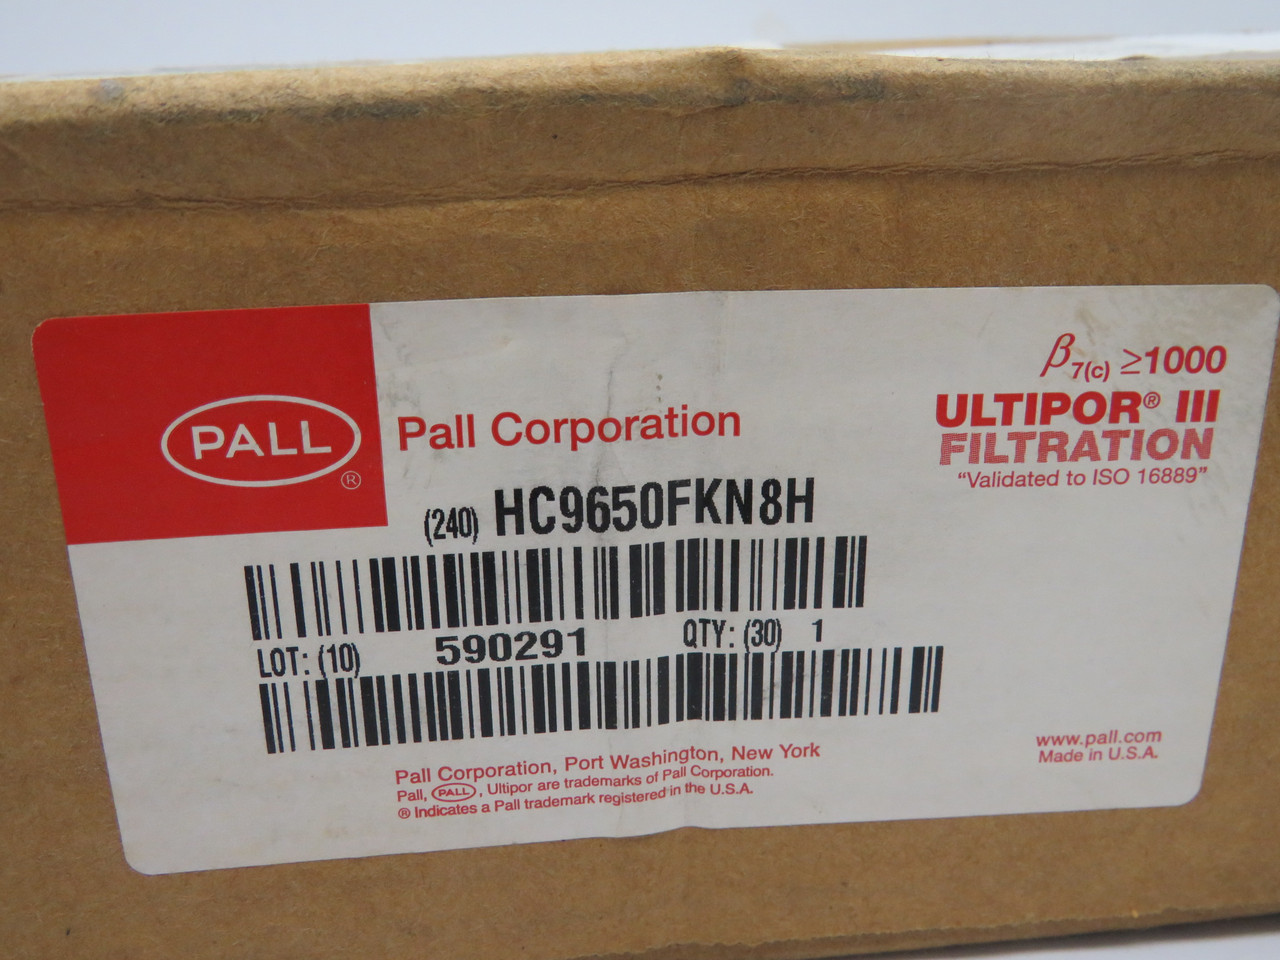 PALL®
Pall Corporation
β7(c) ≥1000
ULTIPOR® III
FILTRATION
"Validated to ISO 16889"
(240) HC9650FKN8H
LOT: (10) 590291 QTY: (30) 1
Pall Corporation, Port Washington, New York
Pall, PALL, Ultipor are trademarks of Pall Corporation.
® Indicates a Pall trademark registered in the U.S.A.
www.pall.com
Made in U.S.A.